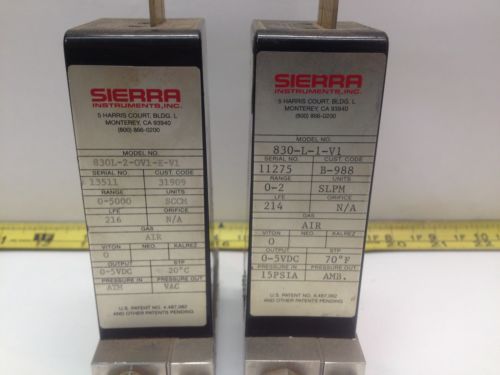 SIERRA
INSTRUMENTS, INC.
5 HARRIS COURT, BLDG. L
MONTEREY, CA 93940
(800) 866-0200
MODEL NO.
830L-2-OV1-E-V1
SERIAL NO. CUST. CODE
13511 31909
RANGE UNITS
0-5000 SCCM
LFE ORIFICE
216 N/A
GAS
AIR
VITON NEO. KALREZ
O
OUTPUT STP
0-5VDC 20°C
PRESSURE IN PRESSURE OUT
ATM VAC
U.S. PATENT NO. 4,487,062
AND OTHER PATENTS PENDING.
SIERRA
INSTRUMENTS, INC.
5 HARRIS COURT, BLDG. L
MONTEREY, CA 93940
(800) 866-0200
MODEL NO.
830-L-1-V1
SERIAL NO. CUST. CODE
11275 B-988
RANGE UNITS
0-2 SLPM
LFE ORIFICE
214 N/A
GAS
AIR
VITON NEO. KALREZ
O
OUTPUT STP
0-5VDC 70°F
PRESSURE IN PRESSURE OUT
15PSIA AMB.
U.S. PATENT NO. 4,487,062
AND OTHER PATENTS PENDING.